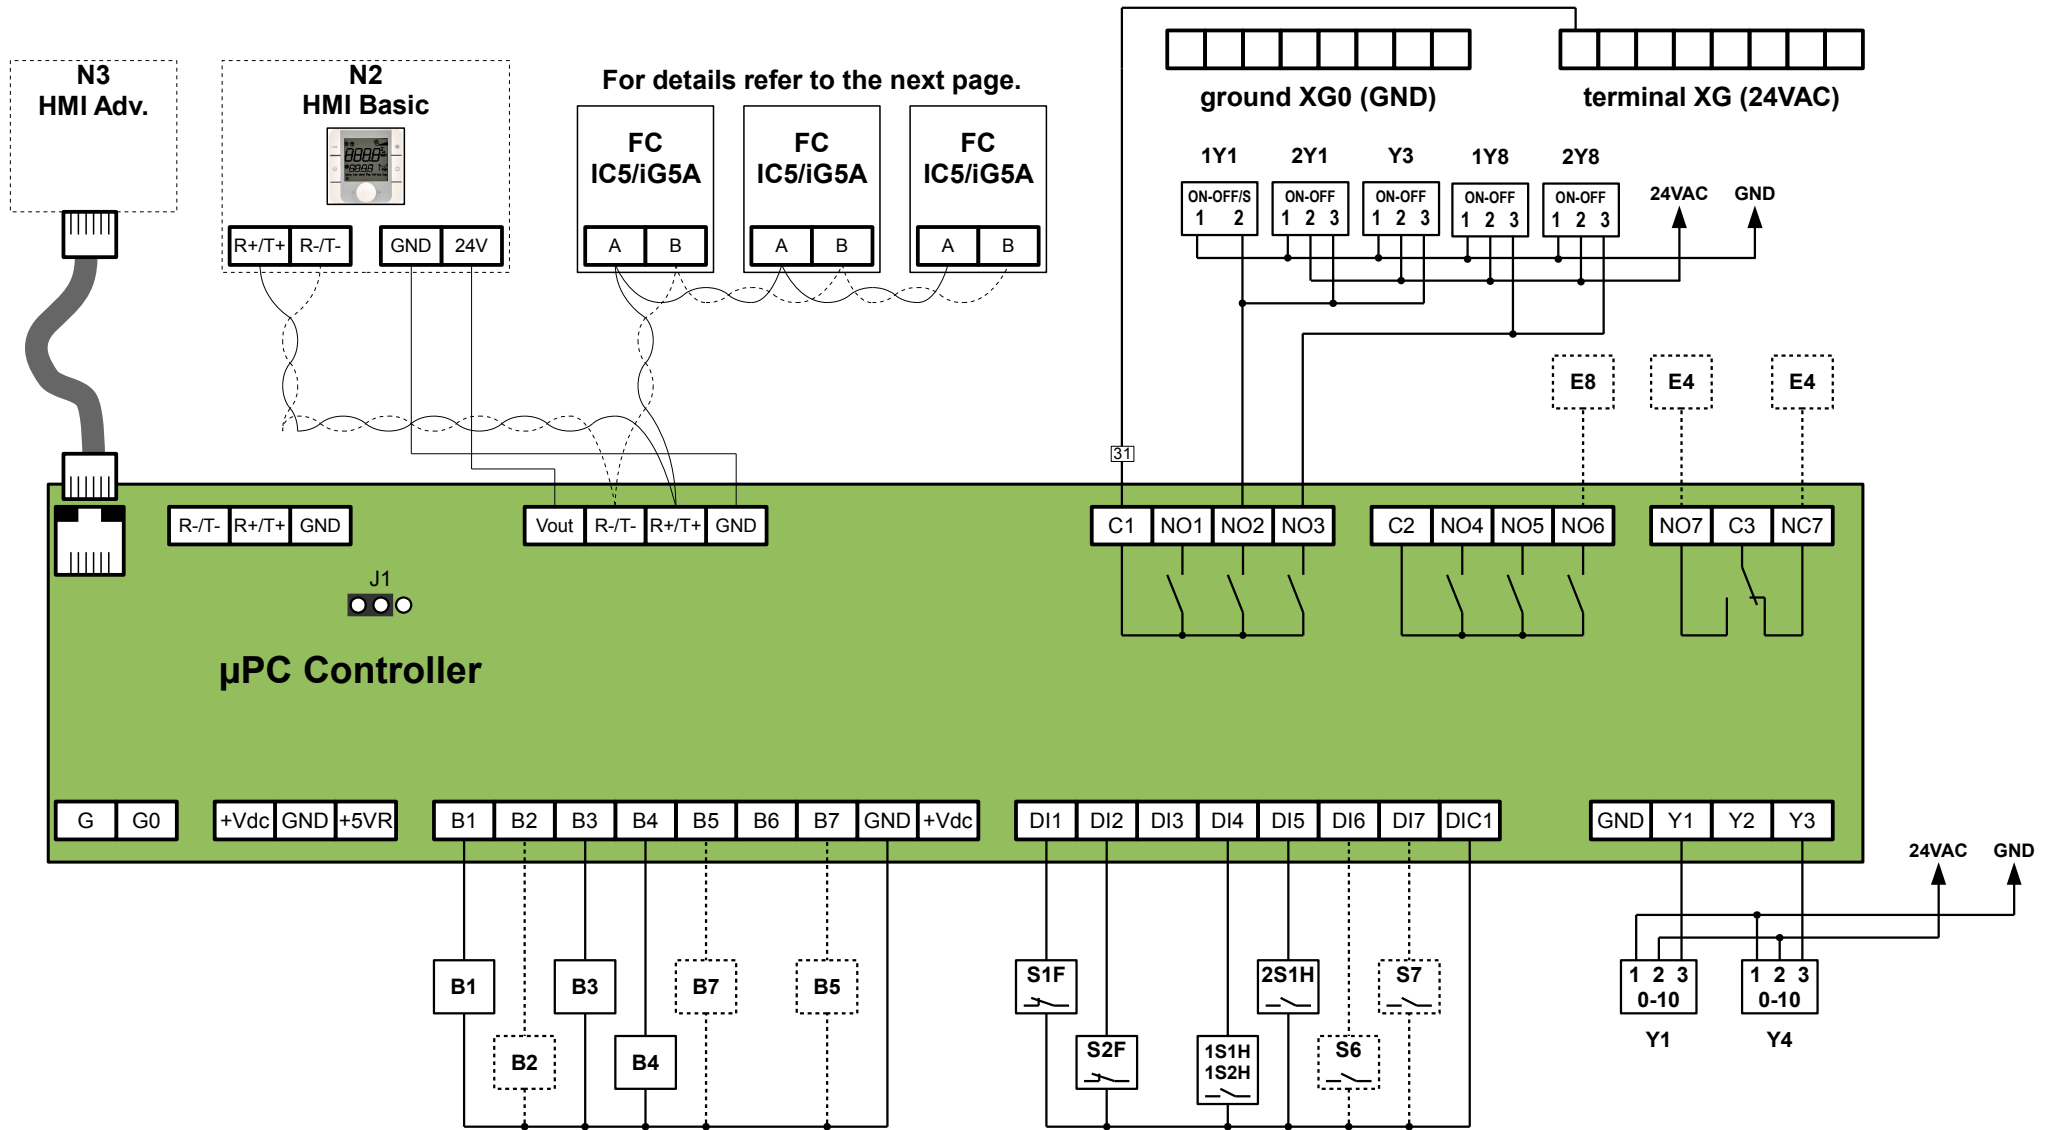 ground XG0 (GND)
terminal XG (24VAC)
N3
HMI Adv.
N2
HMI Basic
R+/T+ R-/T- GND 24V
For details refer to the next page.
FC
IC5/iG5A
A B
FC
IC5/iG5A
A B
FC
IC5/iG5A
A B
1Y1 2Y1 Y3 1Y8 2Y8
ON-OFF/S
1 2
ON-OFF
1 2 3
ON-OFF
1 2 3
ON-OFF
1 2 3
ON-OFF
1 2 3
24VAC GND
E8 E4 E4
31
R-/T- R+/T+ GND
Vout R-/T- R+/T+ GND
C1 NO1 NO2 NO3
C2 NO4 NO5 NO6
NO7 C3 NC7
J1
µPC Controller
G G0
+Vdc GND +5VR
B1 B2 B3 B4 B5 B6 B7 GND +Vdc
DI1 DI2 DI3 DI4 DI5 DI6 DI7 DIC1
GND Y1 Y2 Y3
24VAC GND
B1 B3 B7 B5
B2 B4
S1F 2S1H S7
S2F
1S1H
1S2H
S6
1 2 3
0-10
Y1
1 2 3
0-10
Y4